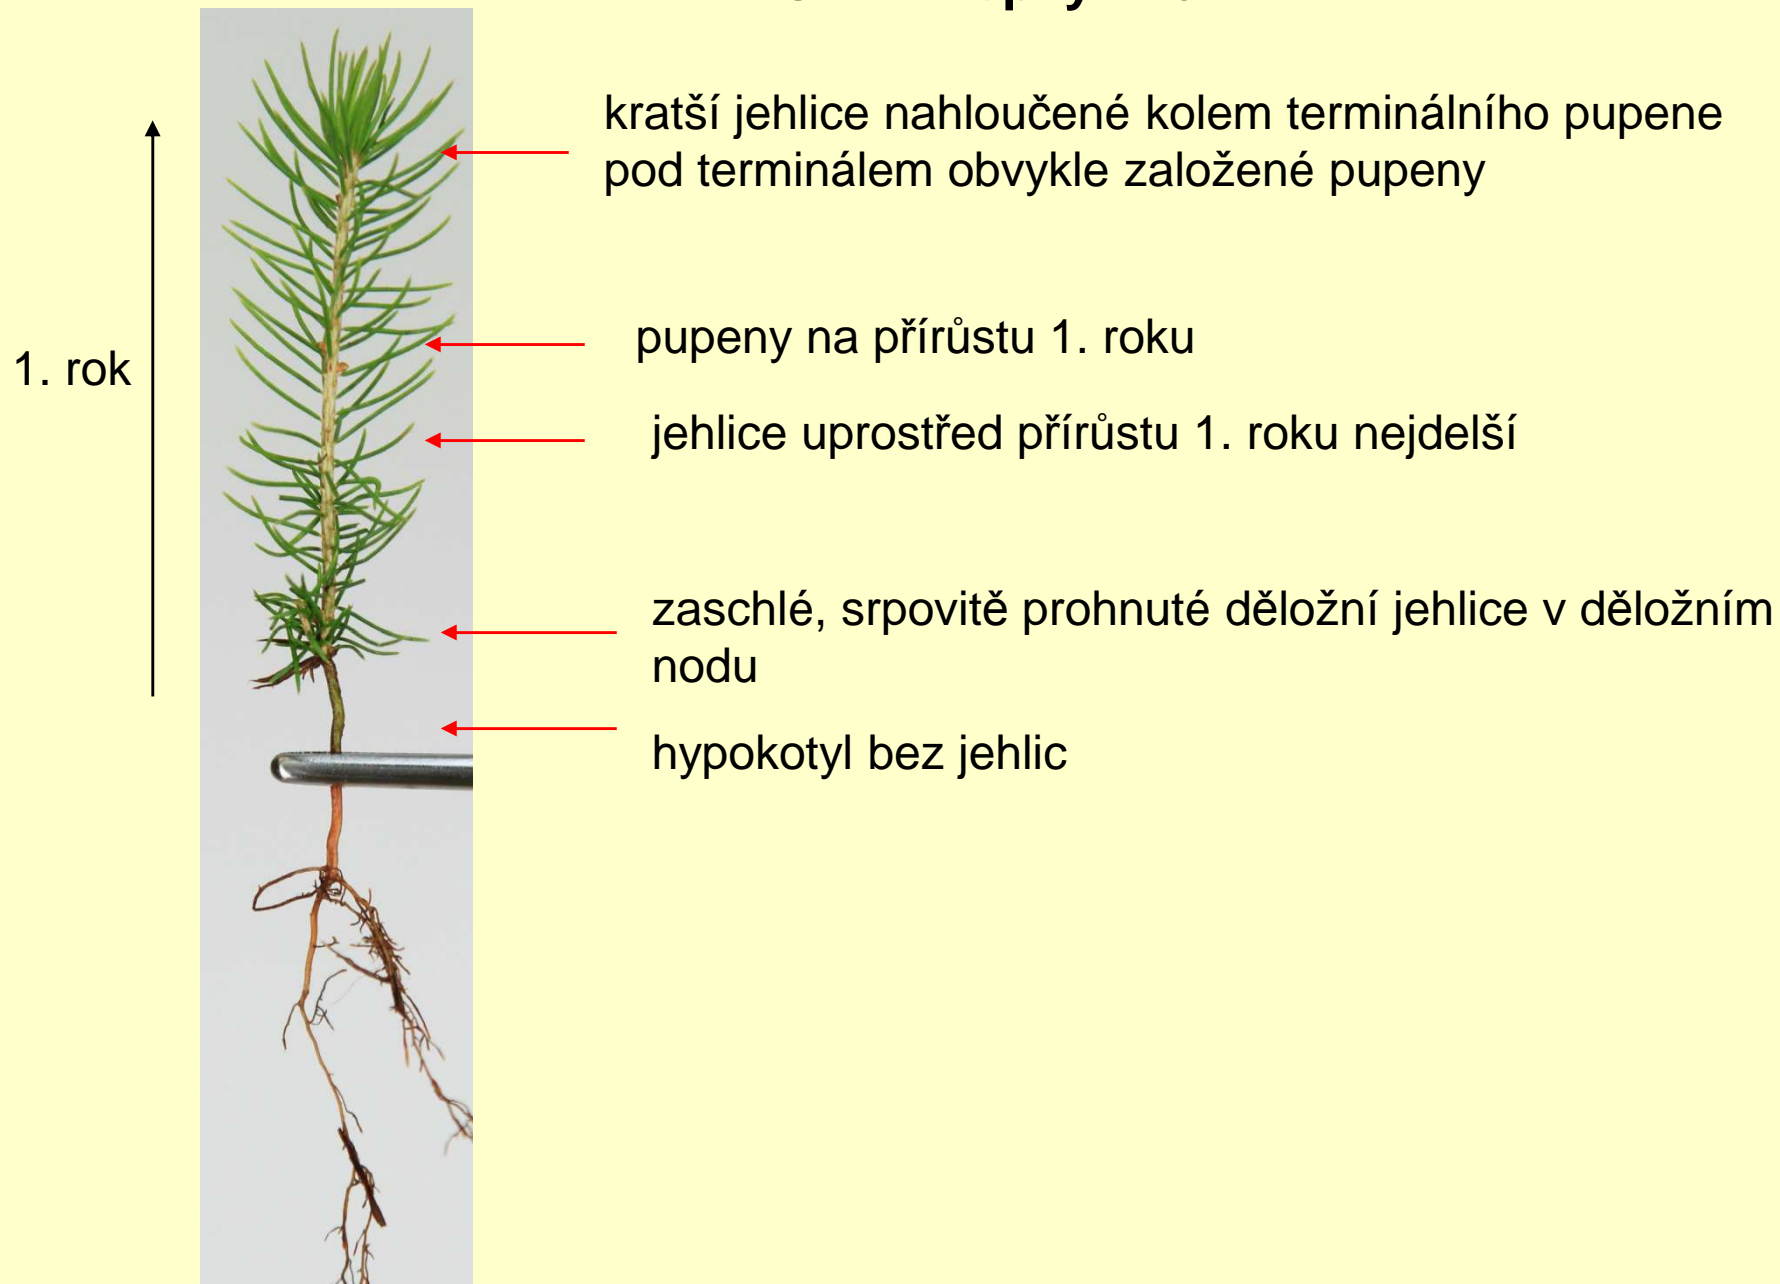 kratší jehlice nahloučené kolem terminálního pupene
pod terminálem obvykle založené pupeny
pupeny na přírůstu 1. roku
1. rok
jehlice uprostřed přírůstu 1. roku nejdelší
zaschlé, srpovitě prohnuté děložní jehlice v děložním
nodu
hypokotyl bez jehlic